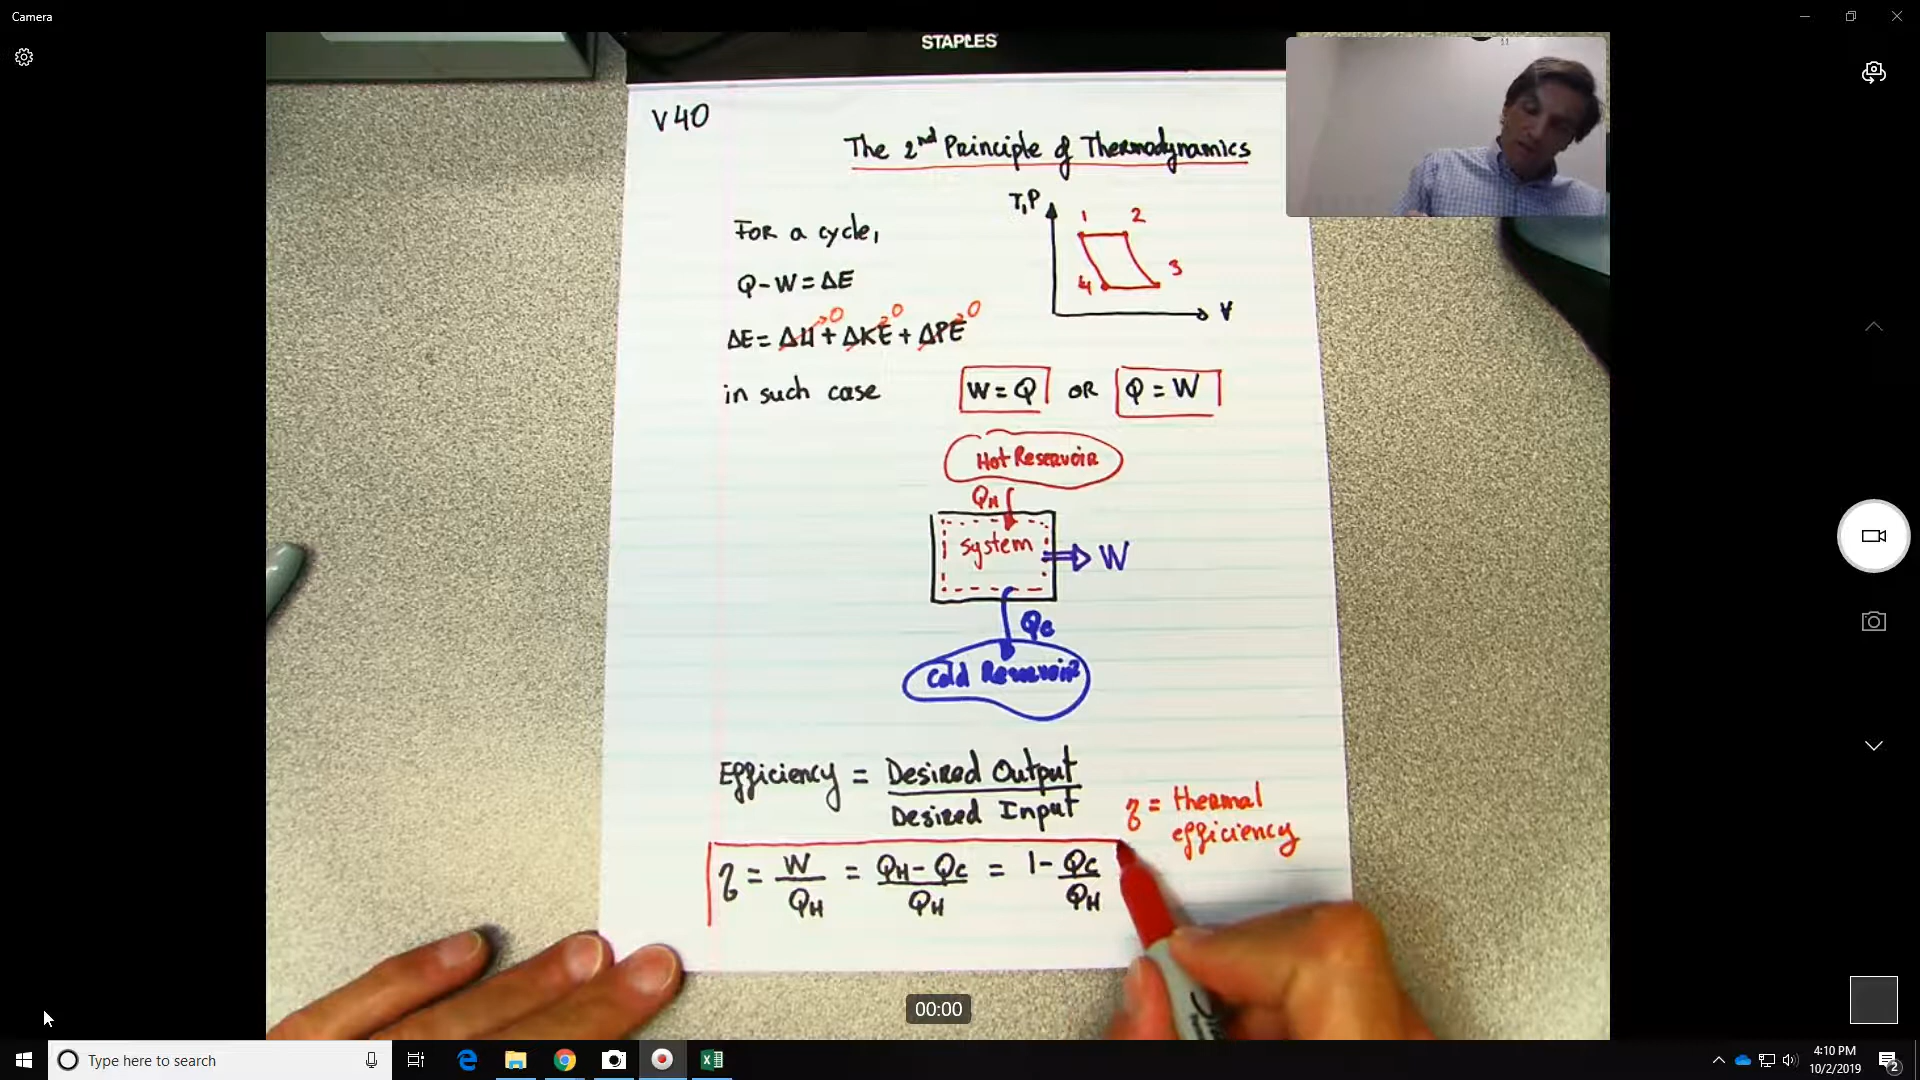 Camera
STAPLES
V40
The 2nd Principle of Thermodynamics
T,P
1 2
3
4
V
For a cycle,
Q-W=ΔE
ΔE = ΔU→0 + ΔKE→0 + ΔPE→0
in such case W=Q OR Q=W
Hot Reservoir
QH
System
W
QC
Cold Reservoir
Efficiency = Desired Output
Desired Input
η = thermal
efficiency
η = W/QH = QH-QC/QH = 1-QC/QH
00:00
Type here to search
4:10 PM
10/2/2019
2